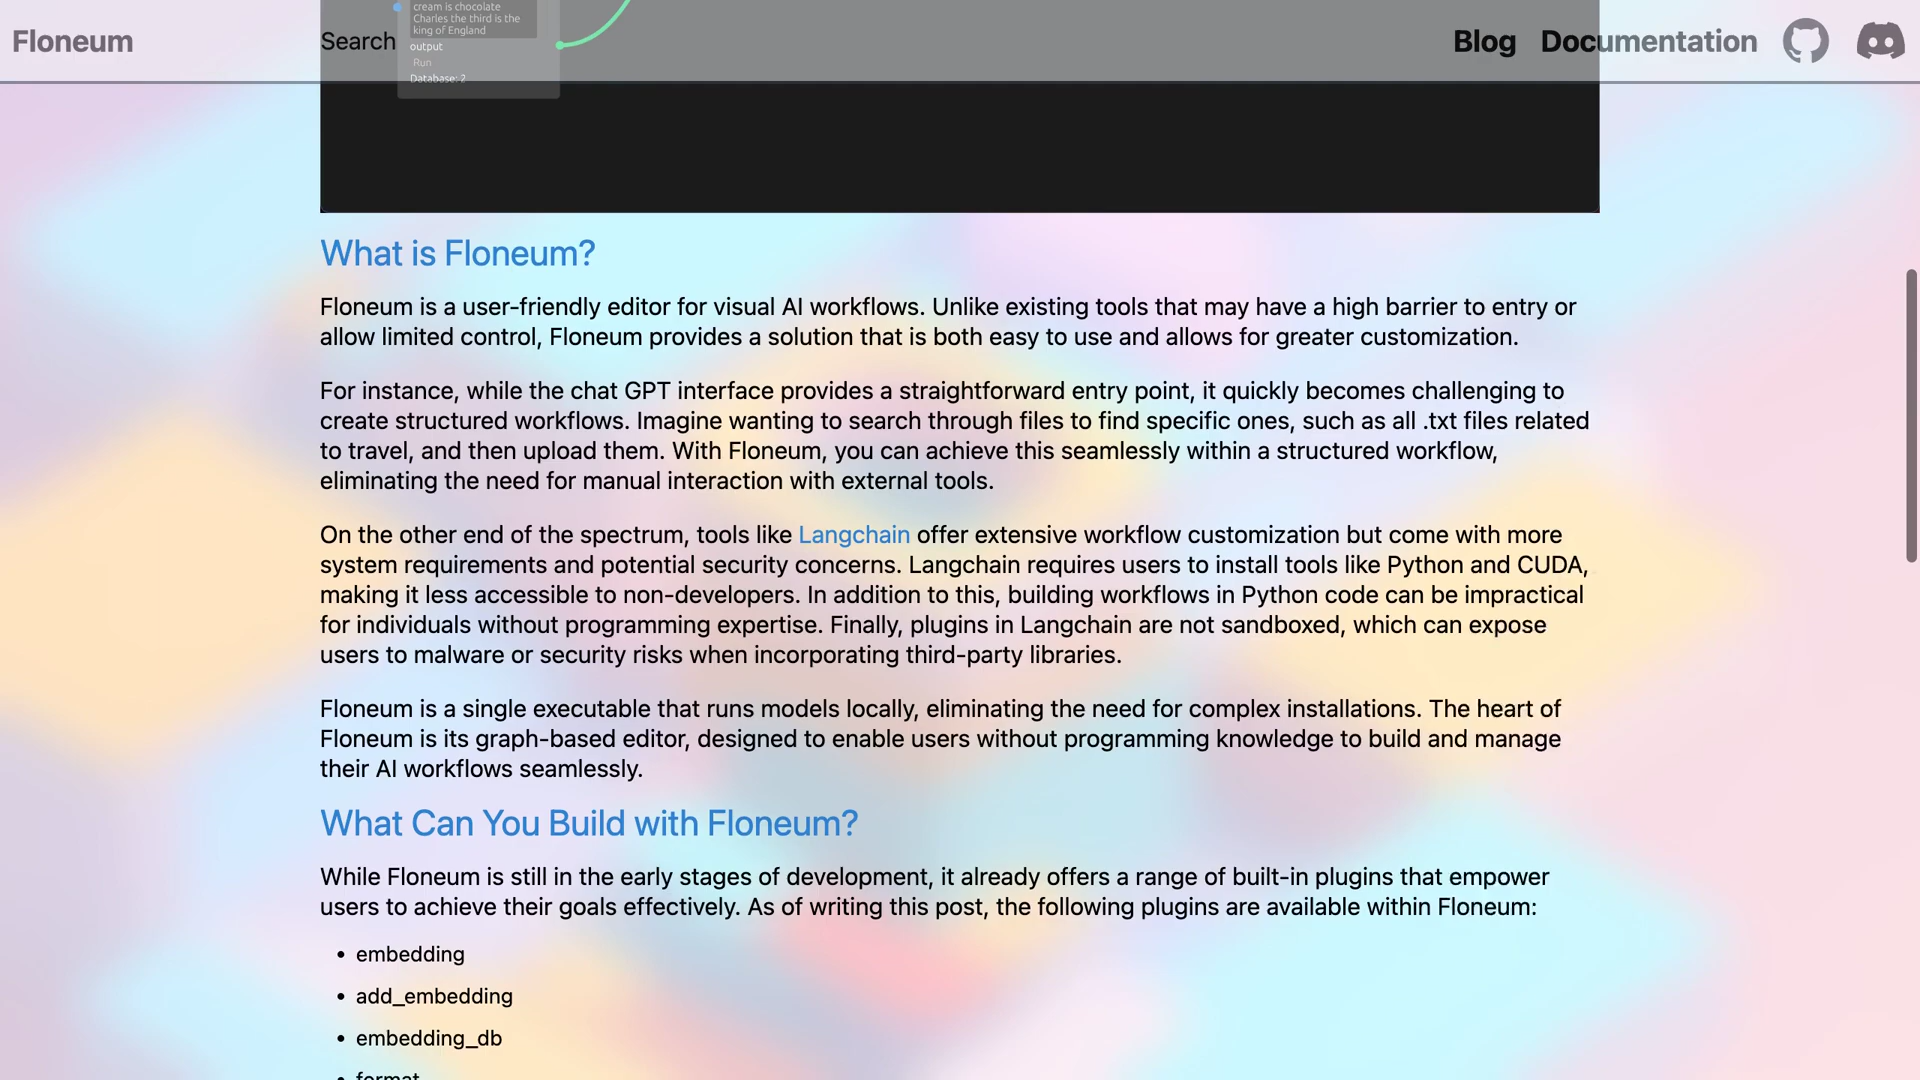 Floneum
Search
Blog
Documentation
cream is chocolate
Charles the third is the
king of England
output
Run
Database: 2
What is Floneum?
Floneum is a user-friendly editor for visual AI workflows. Unlike existing tools that may have a high barrier to entry or
allow limited control, Floneum provides a solution that is both easy to use and allows for greater customization.
For instance, while the chat GPT interface provides a straightforward entry point, it quickly becomes challenging to
create structured workflows. Imagine wanting to search through files to find specific ones, such as all .txt files related
to travel, and then upload them. With Floneum, you can achieve this seamlessly within a structured workflow,
eliminating the need for manual interaction with external tools.
On the other end of the spectrum, tools like Langchain offer extensive workflow customization but come with more
system requirements and potential security concerns. Langchain requires users to install tools like Python and CUDA,
making it less accessible to non-developers. In addition to this, building workflows in Python code can be impractical
for individuals without programming expertise. Finally, plugins in Langchain are not sandboxed, which can expose
users to malware or security risks when incorporating third-party libraries.
Floneum is a single executable that runs models locally, eliminating the need for complex installations. The heart of
Floneum is its graph-based editor, designed to enable users without programming knowledge to build and manage
their AI workflows seamlessly.
What Can You Build with Floneum?
While Floneum is still in the early stages of development, it already offers a range of built-in plugins that empower
users to achieve their goals effectively. As of writing this post, the following plugins are available within Floneum:
• embedding
• add_embedding
• embedding_db
• format